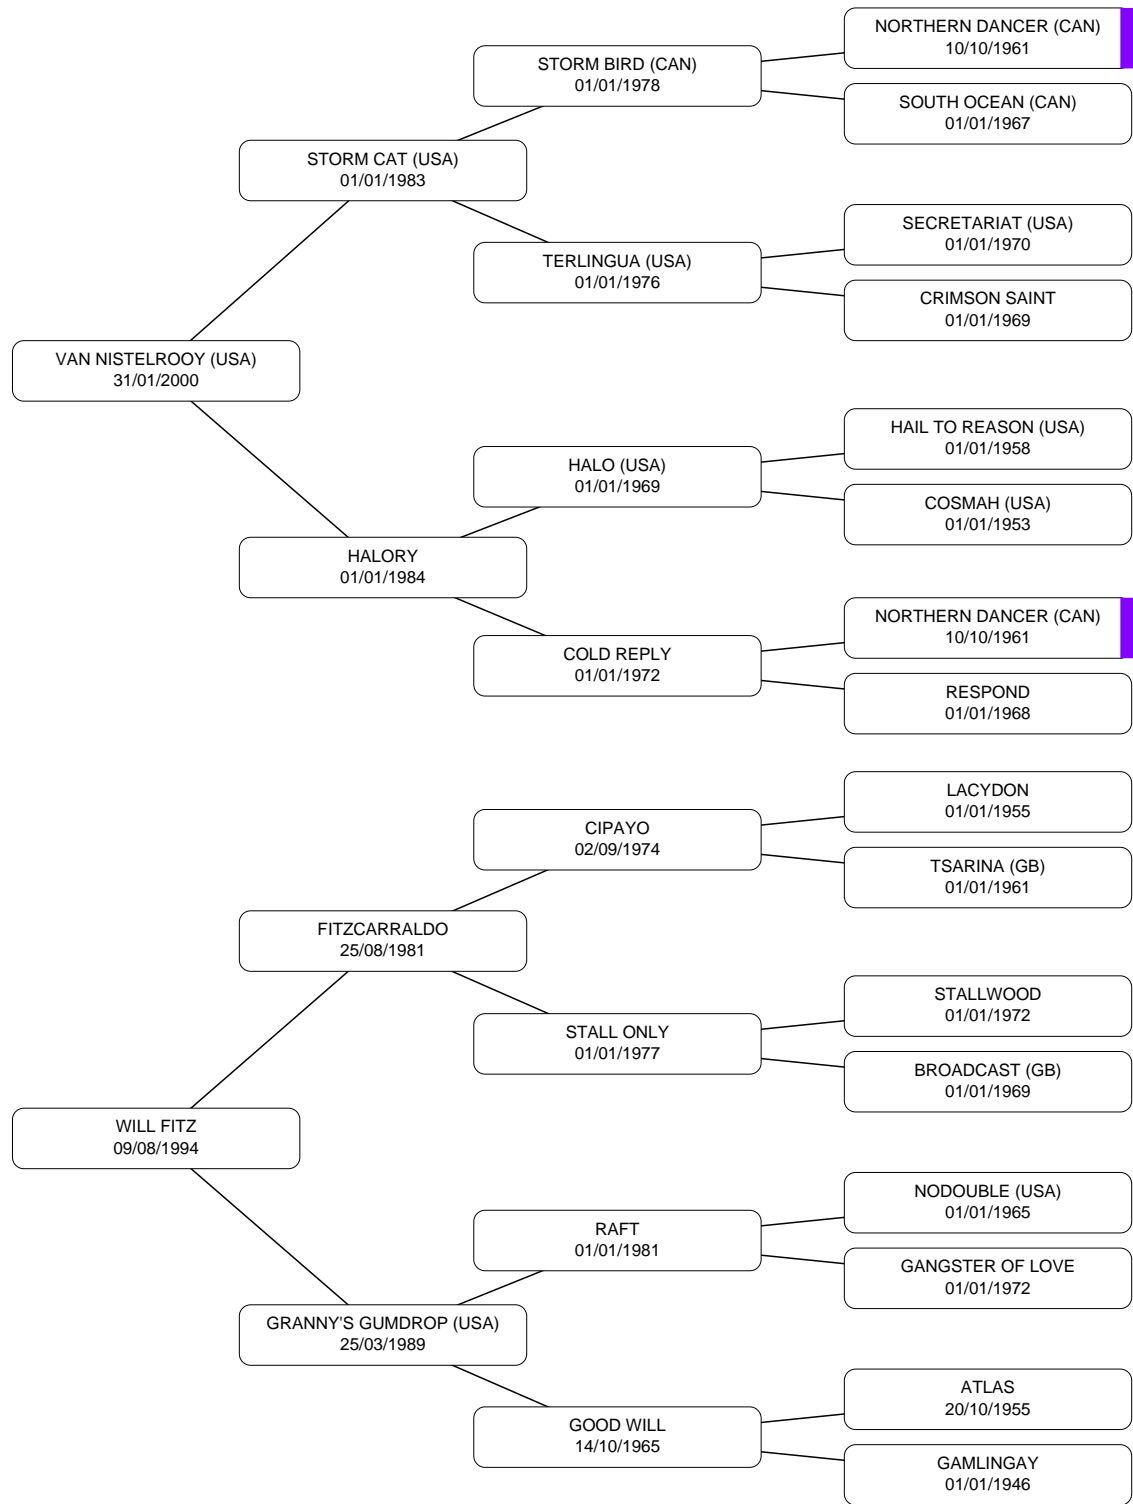 NORTHERN DANCER (CAN)
10/10/1961
STORM BIRD (CAN)
01/01/1978
SOUTH OCEAN (CAN)
01/01/1967
STORM CAT (USA)
01/01/1983
SECRETARIAT (USA)
01/01/1970
TERLINGUA (USA)
01/01/1976
CRIMSON SAINT
01/01/1969
VAN NISTELROOY (USA)
31/01/2000
HAIL TO REASON (USA)
01/01/1958
HALO (USA)
01/01/1969
COSMAH (USA)
01/01/1953
HALORY
01/01/1984
NORTHERN DANCER (CAN)
10/10/1961
COLD REPLY
01/01/1972
RESPOND
01/01/1968
LACYDON
01/01/1955
CIPAYO
02/09/1974
TSARINA (GB)
01/01/1961
FITZCARRALDO
25/08/1981
STALLWOOD
01/01/1972
STALL ONLY
01/01/1977
BROADCAST (GB)
01/01/1969
WILL FITZ
09/08/1994
NODOUBLE (USA)
01/01/1965
RAFT
01/01/1981
GANGSTER OF LOVE
01/01/1972
GRANNY'S GUMDROP (USA)
25/03/1989
ATLAS
20/10/1955
GOOD WILL
14/10/1965
GAMLINGAY
01/01/1946